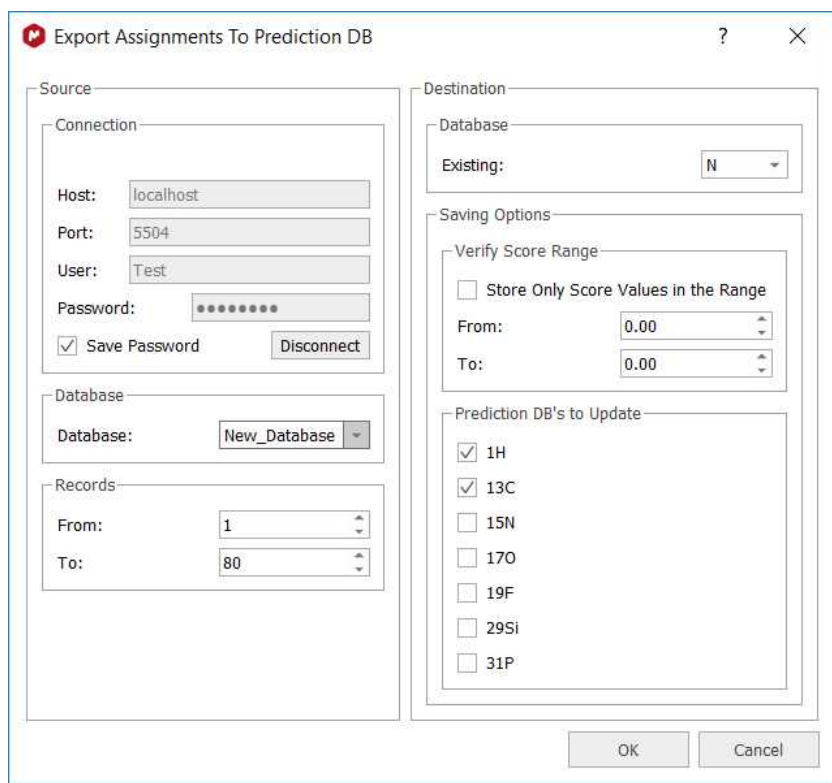 Export Assignments To Prediction DB
?
Source
Connection
Host: localhost
Port: 5504
User: Test
Password: ●●●●●●●●
Save Password Disconnect
Database
Database: New_Database
Records
From: 1
To: 80
Destination
Database
Existing: N
Saving Options
Verify Score Range
Store Only Score Values in the Range
From: 0.00
To: 0.00
Prediction DB's to Update
1H
13C
15N
17O
19F
29Si
31P
OK Cancel